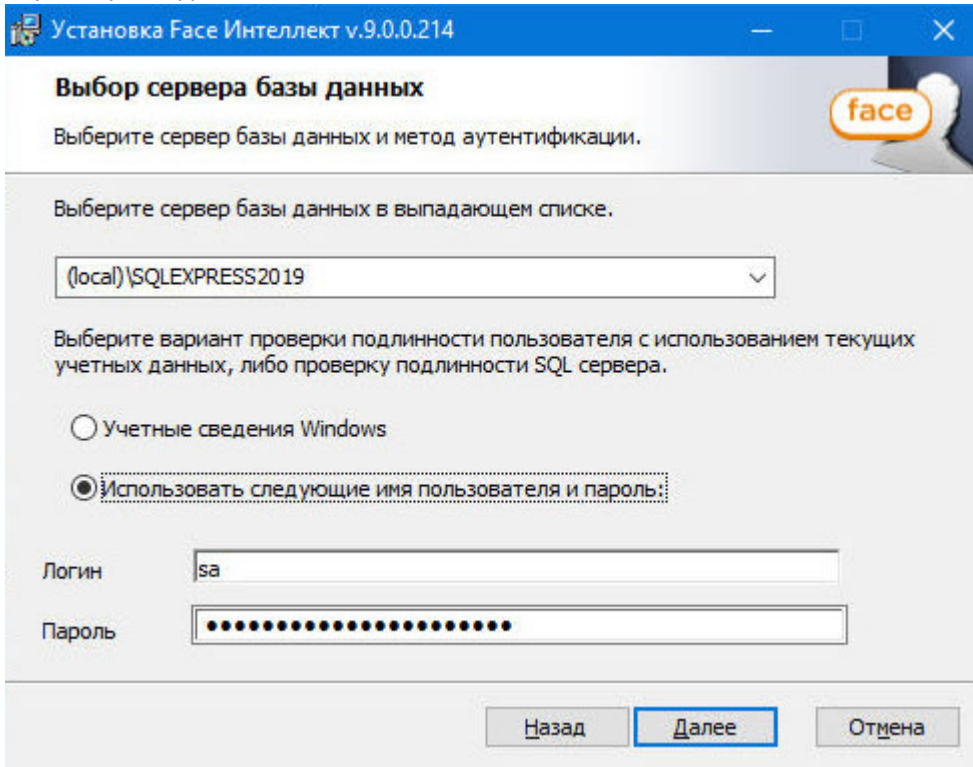 Установка Face Интеллект v.9.0.0.214
Выбор сервера базы данных
Выберите сервер базы данных и метод аутентификации.
face
Выберите сервер базы данных в выпадающем списке.
(local)\SQLEXPRESS2019
Выберите вариант проверки подлинности пользователя с использованием текущих
учетных данных, либо проверку подлинности SQL сервера.
Учетные сведения Windows
Использовать следующие имя пользователя и пароль:
Логин sa
Пароль ••••••••••••••••••••••
Назад Далее Отмена